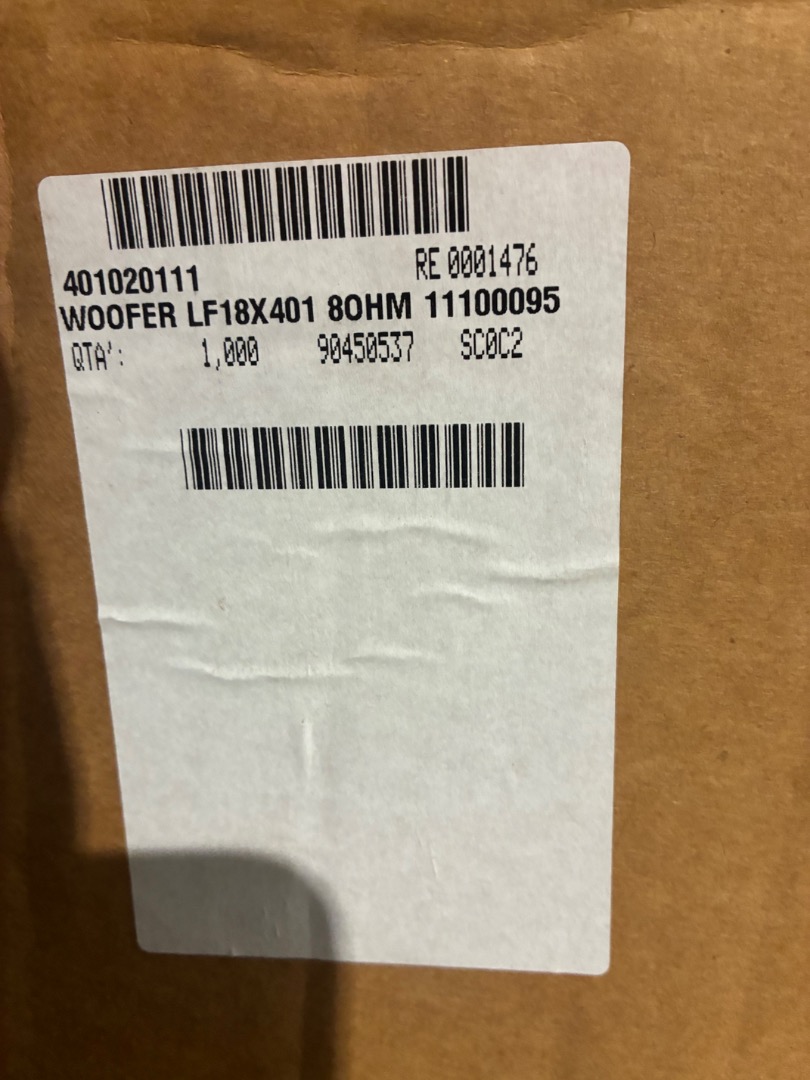 401020111 RE 0001476
WOOFER LF18X401 8OHM 11100095
QTA': 1,000 90450537 SC0C2